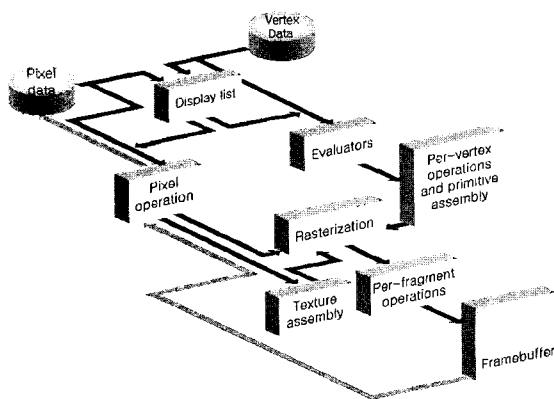 Vertex
Data
Pixel
data
Display list
Evaluators
Per-vertex
operations
and primitive
assembly
Pixel
operation
Rasterization
Texture
assembly
Per-fragment
operations
Framebuffer